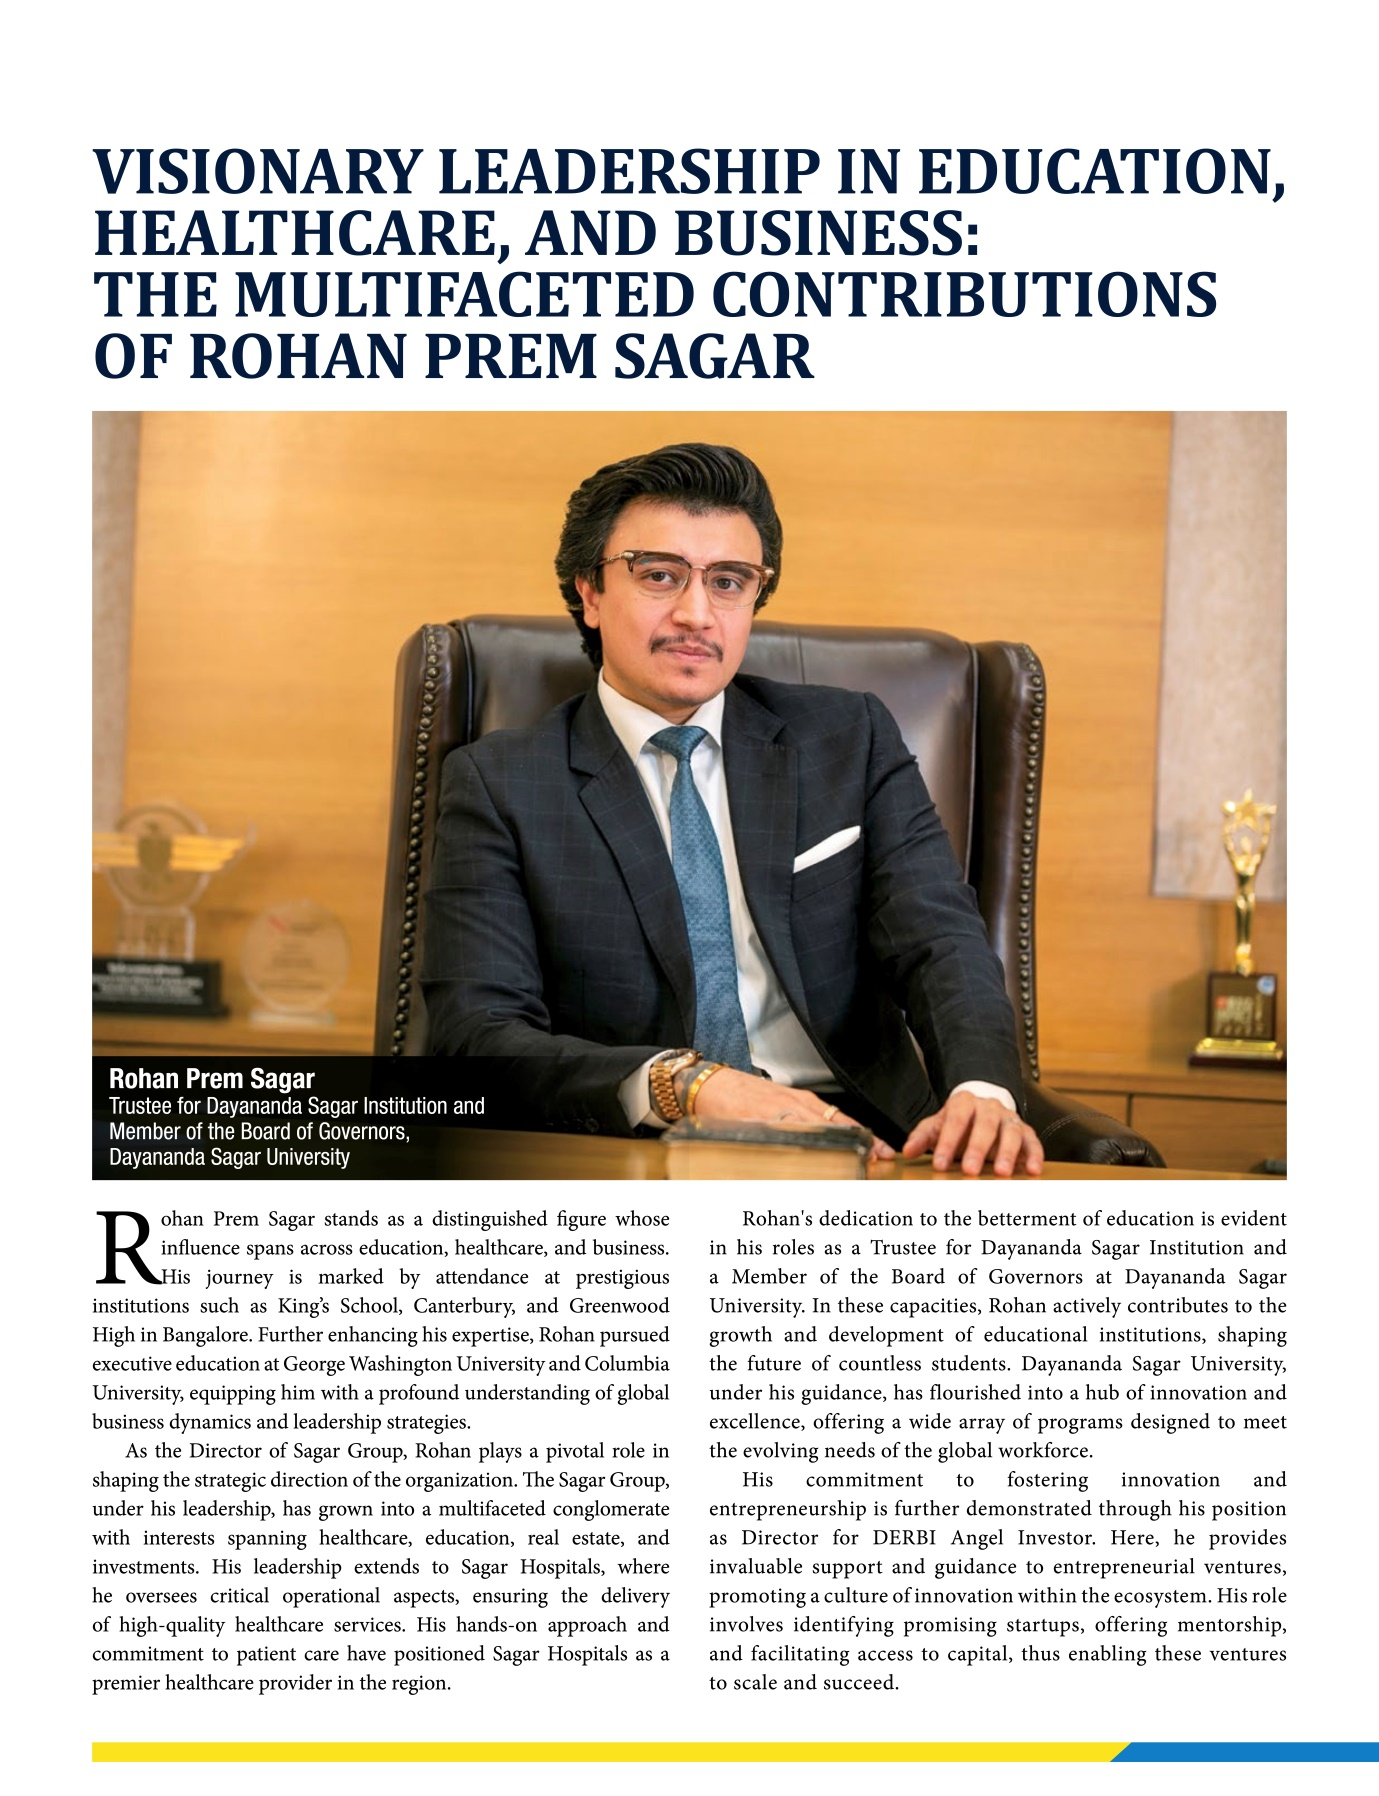 VISIONARY LEADERSHIP IN EDUCATION,
HEALTHCARE, AND BUSINESS:
THE MULTIFACETED CONTRIBUTIONS
OF ROHAN PREM SAGAR
Rohan Prem Sagar
Trustee for Dayananda Sagar Institution and
Member of the Board of Governors,
Dayananda Sagar University
Rohan Prem Sagar stands as a distinguished figure whose
influence spans across education, healthcare, and business.
His journey is marked by attendance at prestigious
institutions such as King’s School, Canterbury, and Greenwood
High in Bangalore. Further enhancing his expertise, Rohan pursued
executive education at George Washington University and Columbia
University, equipping him with a profound understanding of global
business dynamics and leadership strategies.
As the Director of Sagar Group, Rohan plays a pivotal role in
shaping the strategic direction of the organization. The Sagar Group,
under his leadership, has grown into a multifaceted conglomerate
with interests spanning healthcare, education, real estate, and
investments. His leadership extends to Sagar Hospitals, where
he oversees critical operational aspects, ensuring the delivery
of high-quality healthcare services. His hands-on approach and
commitment to patient care have positioned Sagar Hospitals as a
premier healthcare provider in the region.
Rohan's dedication to the betterment of education is evident
in his roles as a Trustee for Dayananda Sagar Institution and
a Member of the Board of Governors at Dayananda Sagar
University. In these capacities, Rohan actively contributes to the
growth and development of educational institutions, shaping
the future of countless students. Dayananda Sagar University,
under his guidance, has flourished into a hub of innovation and
excellence, offering a wide array of programs designed to meet
the evolving needs of the global workforce.
His commitment to fostering innovation and
entrepreneurship is further demonstrated through his position
as Director for DERBI Angel Investor. Here, he provides
invaluable support and guidance to entrepreneurial ventures,
promoting a culture of innovation within the ecosystem. His role
involves identifying promising startups, offering mentorship,
and facilitating access to capital, thus enabling these ventures
to scale and succeed.